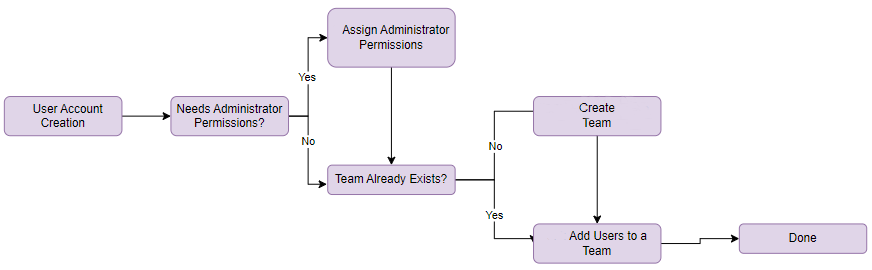 User Account
Creation
Needs Administrator
Permissions?
Yes
Assign Administrator
Permissions
No
Team Already Exists?
No
Create
Team
Yes
Add Users to a
Team
Done